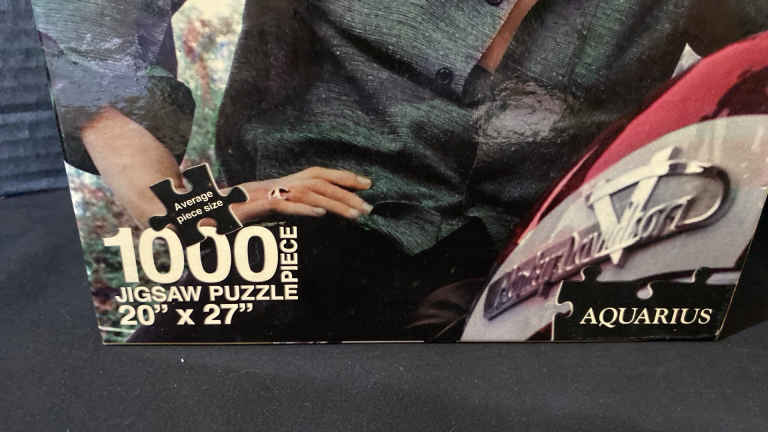 Average
piece size
1000
PIECE
JIGSAW PUZZLE
20” x 27”
Harley-Davidson
AQUARIUS